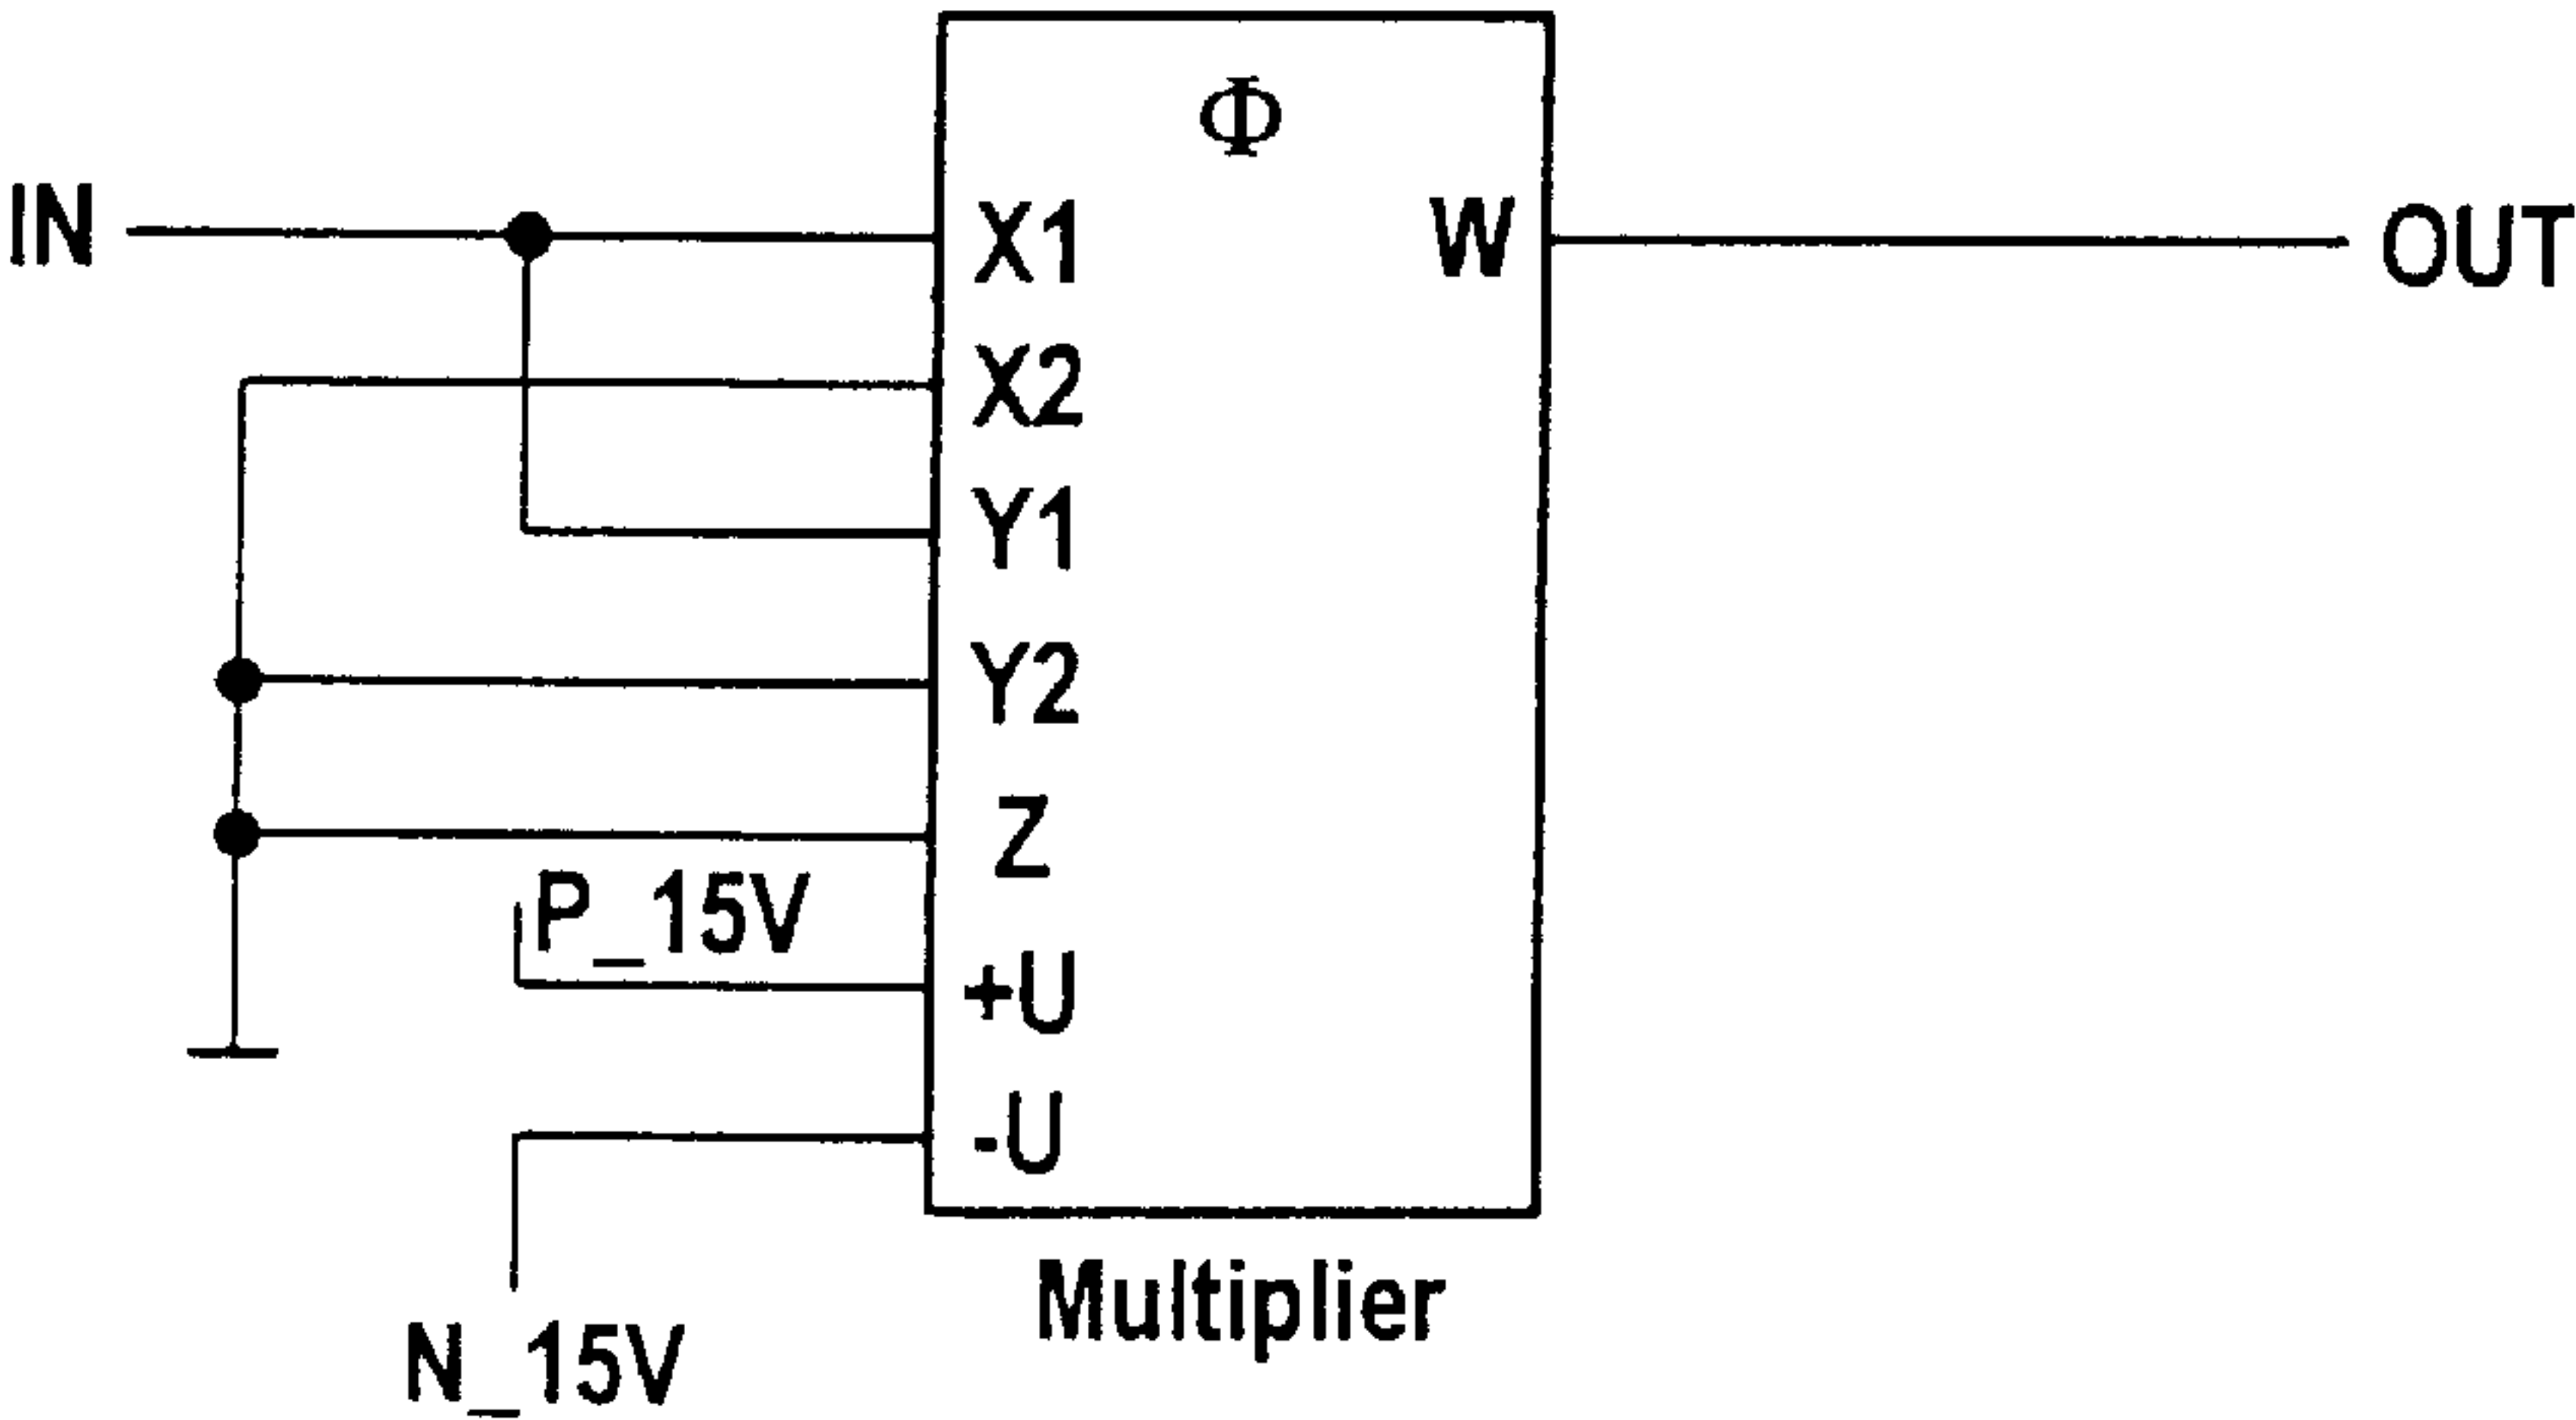 Φ
IN
X1
W
OUT
X2
Y1
Y2
Z
P_15V
+U
-U
Multiplier
N_15V